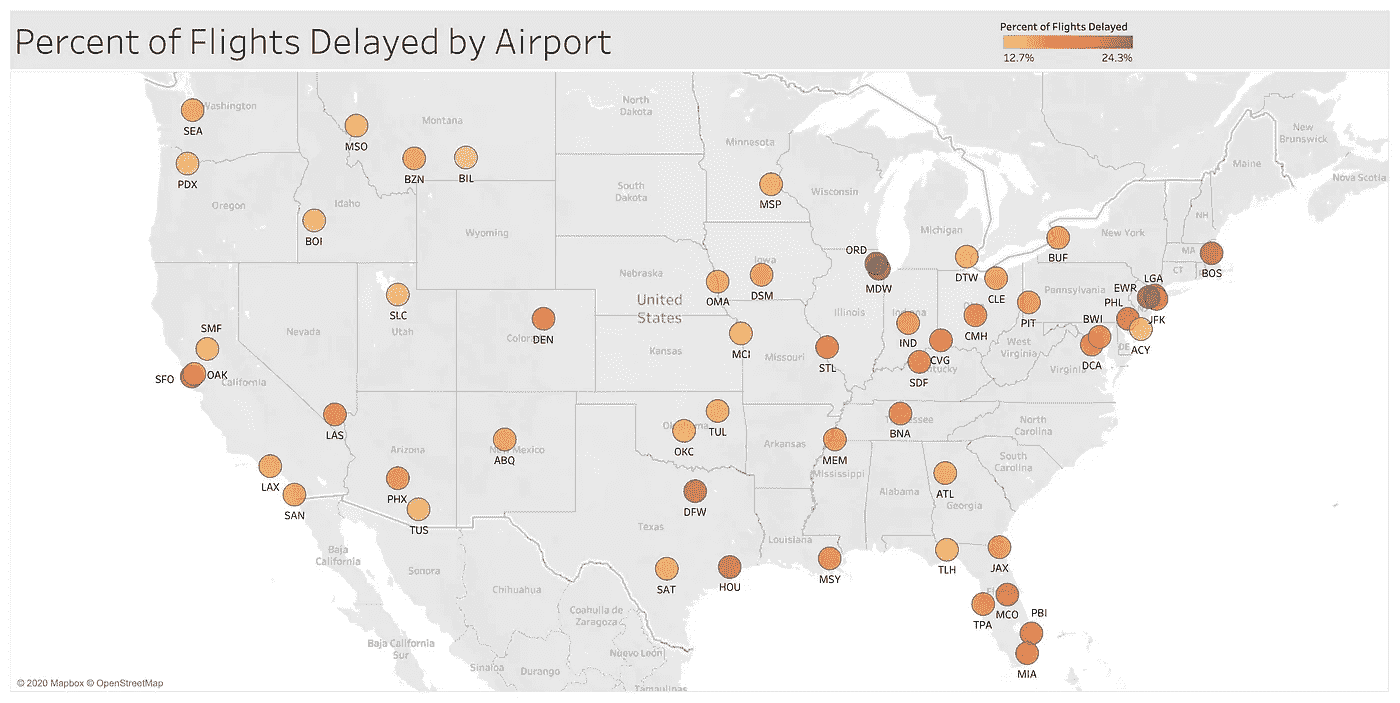 Percent of Flights Delayed by Airport
Percent of Flights Delayed
12.7%
24.3%
Washington
SEA
North
Dakota
Montana
MSO
BZN
BIL
PDX
Oregon
Idaho
BOI
South
Dakota
Minnesota
MSP
Wisconsin
Michigan
New
Brunswick
Maine
Nova Scotia
NH
New York
MA
CT
BOS
BUF
Wyoming
ORD
MDW
DTW
CLE
Iowa
DSM
Nebraska
OMA
United
States
SLC
Utah
Nevada
SMF
SFO
OAK
California
DEN
Kansas
MCI
Missouri
STL
Illinois
IND
CMH
PIT
Pennsylvania
LGA
EWR
PHL
JFK
BWI
DE
ACY
DCA
West
Virginia
Virginia
CVG
SDF
LAS
Arizona
ABQ
TUL
OKC
Arkansas
MEM
BNA
North
Carolina
South
Carolina
LAX
SAN
PHX
TUS
DFW
Texas
Mississippi
Alabama
ATL
Georgia
Louisiana
MSY
TLH
JAX
Baja
California
Sonora
Chihuahua
SAT
HOU
Coahuila de
Zaragoza
TPA
MCO
PBI
MIA
Baja California
Sur
Sinaloa
Durango
Nuevo León
Tamaulipas
© 2020 Mapbox © OpenStreetMap